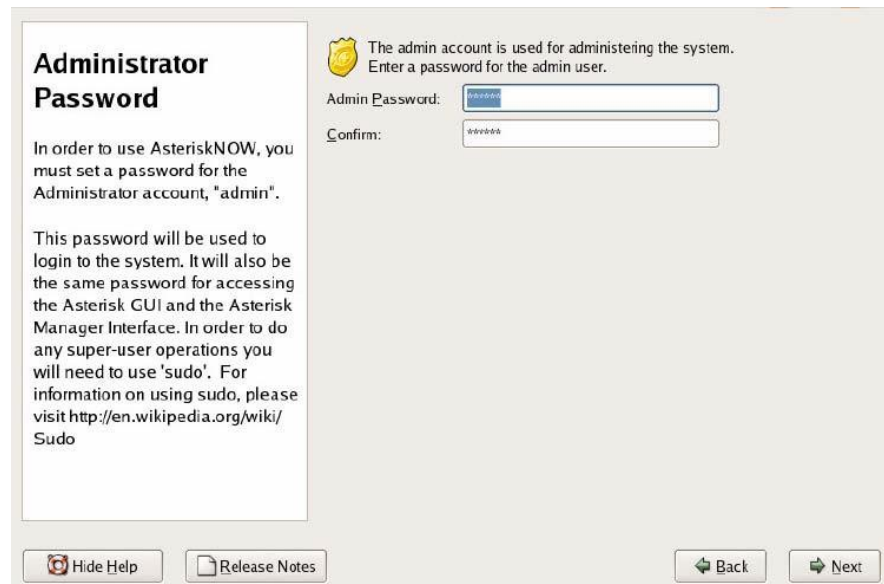 Administrator
Password
In order to use AsteriskNOW, you
must set a password for the
Administrator account, "admin".
This password will be used to
login to the system. It will also be
the same password for accessing
the Asterisk GUI and the Asterisk
Manager Interface. In order to do
any super-user operations you
will need to use 'sudo'.  For
information on using sudo, please
visit http://en.wikipedia.org/wiki/
Sudo
The admin account is used for administering the system.
Enter a password for the admin user.
Admin Password: ******
Confirm: ******
Hide Help
Release Notes
Back
Next